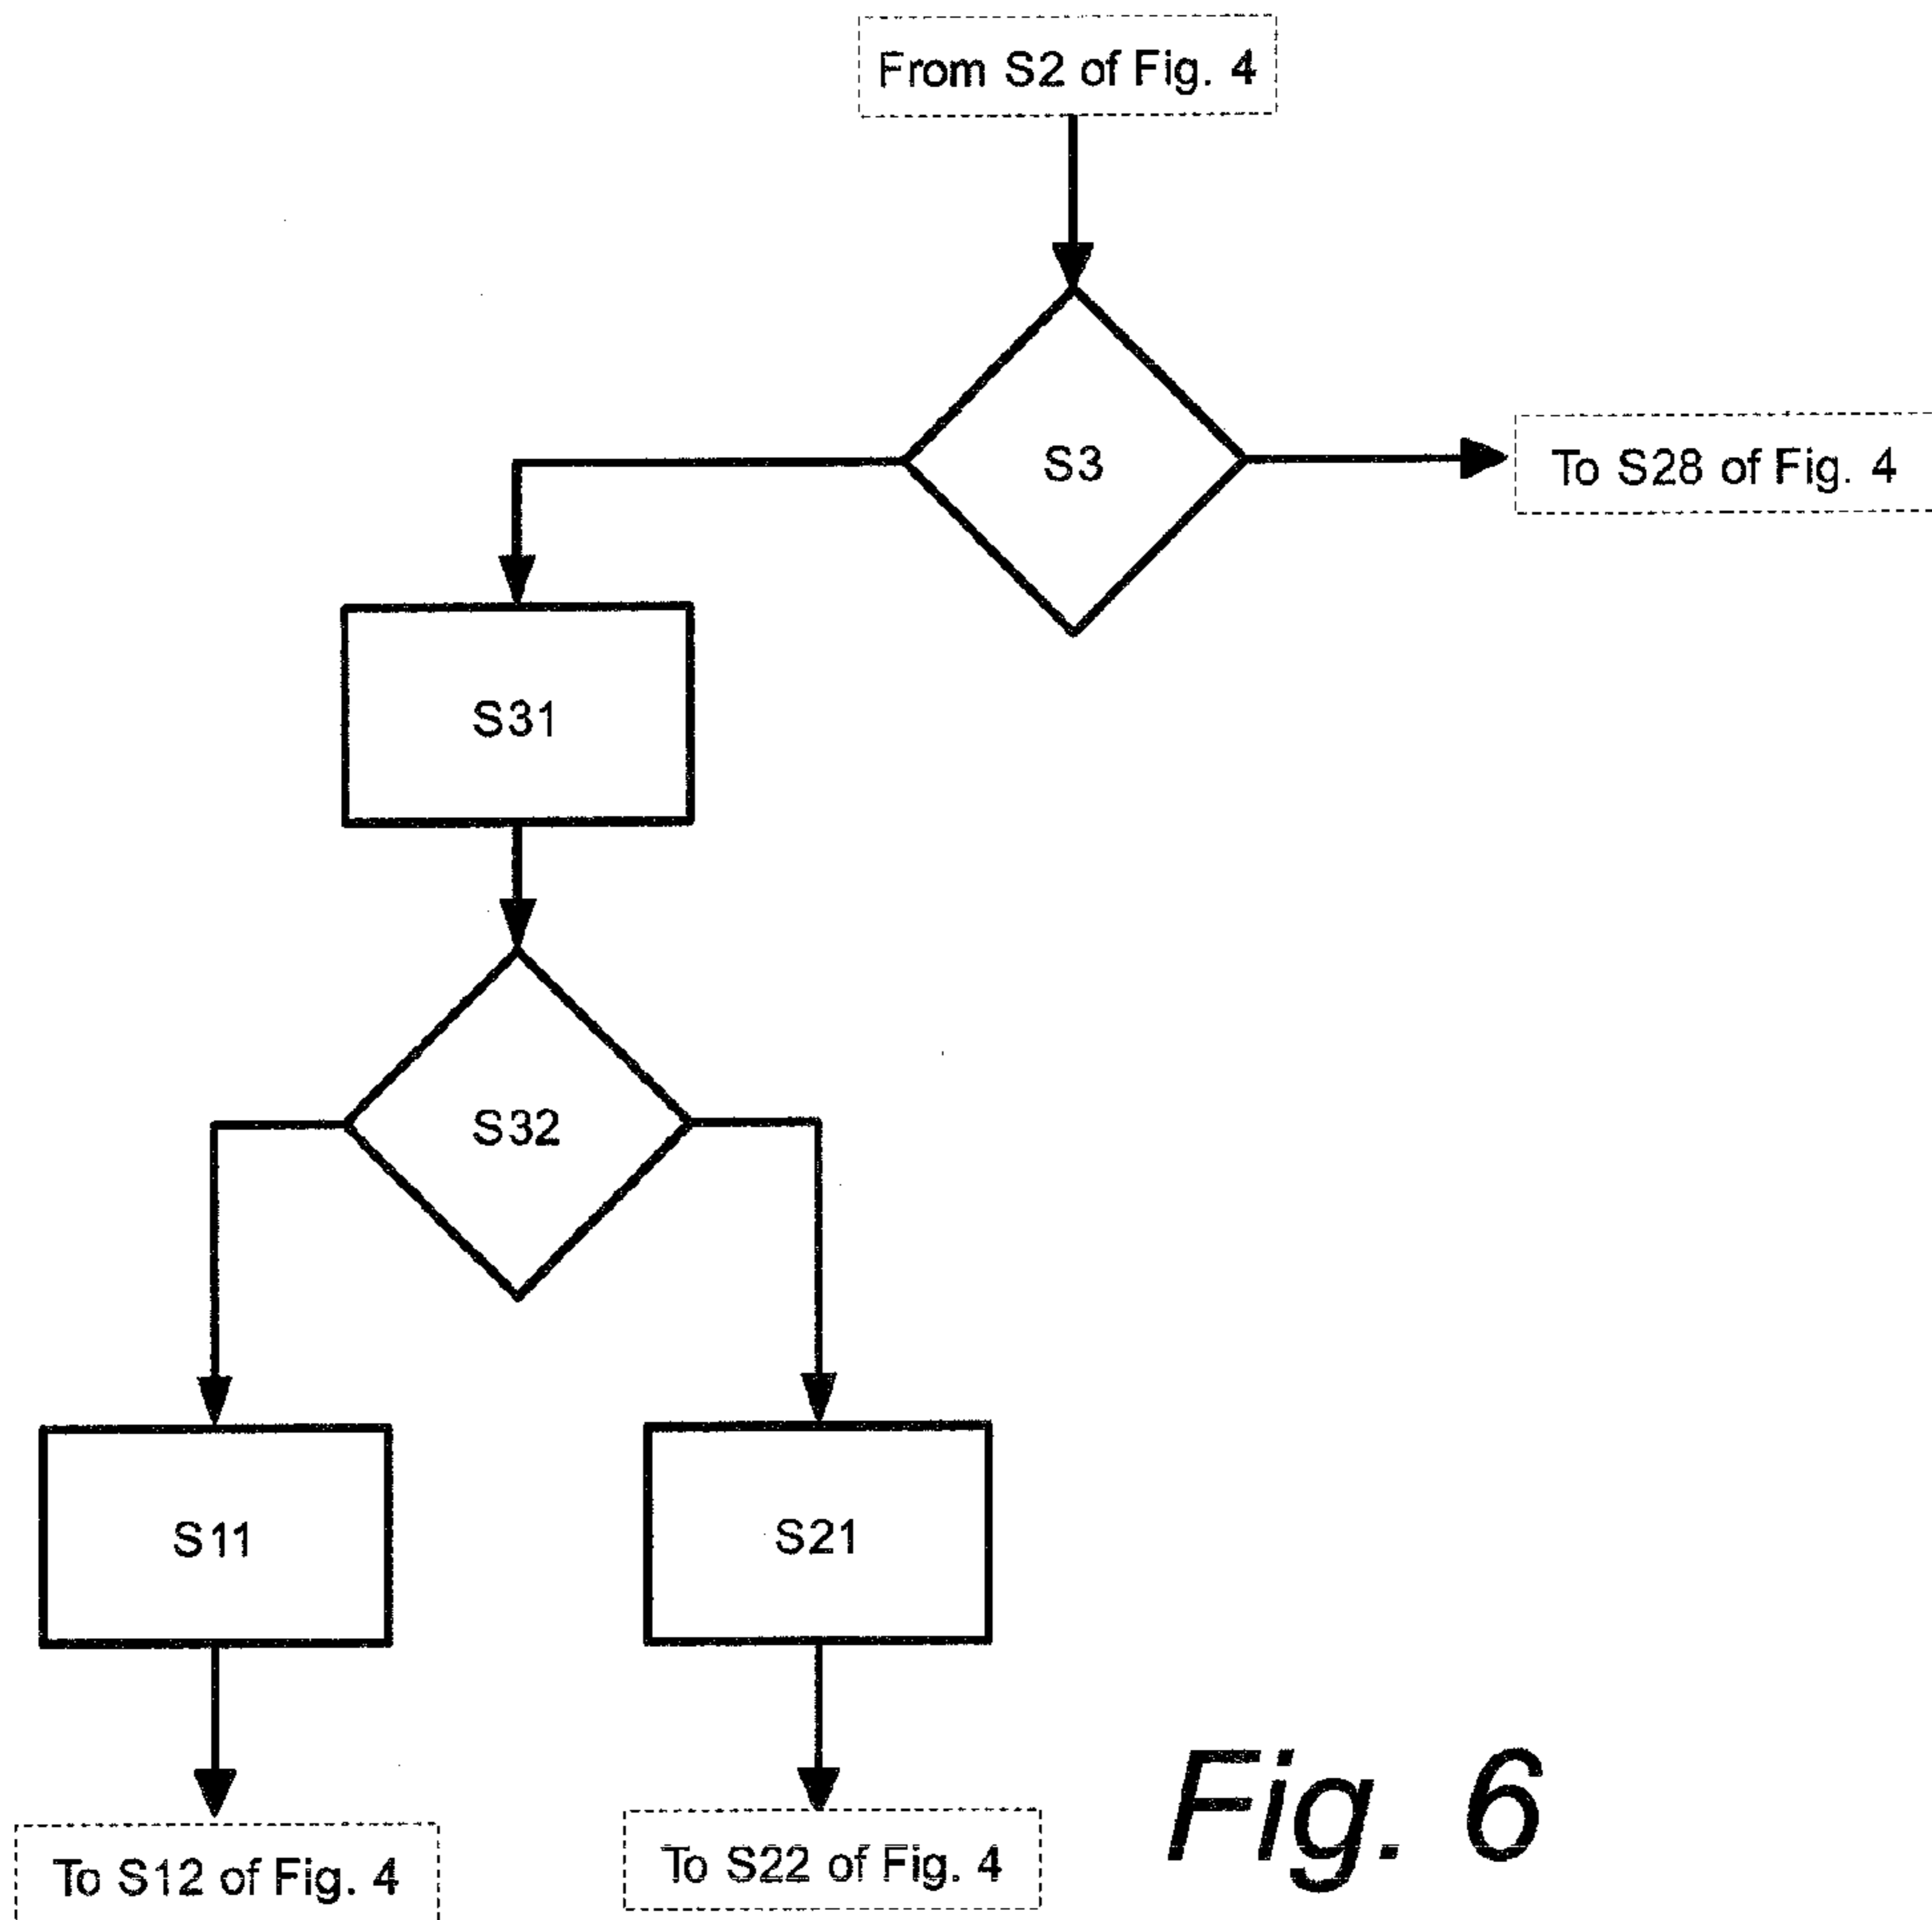 From S2 of Fig. 4
S3
To S28 of Fig. 4
S31
S32
S11
S21
To S12 of Fig. 4
To S22 of Fig. 4
Fig. 6